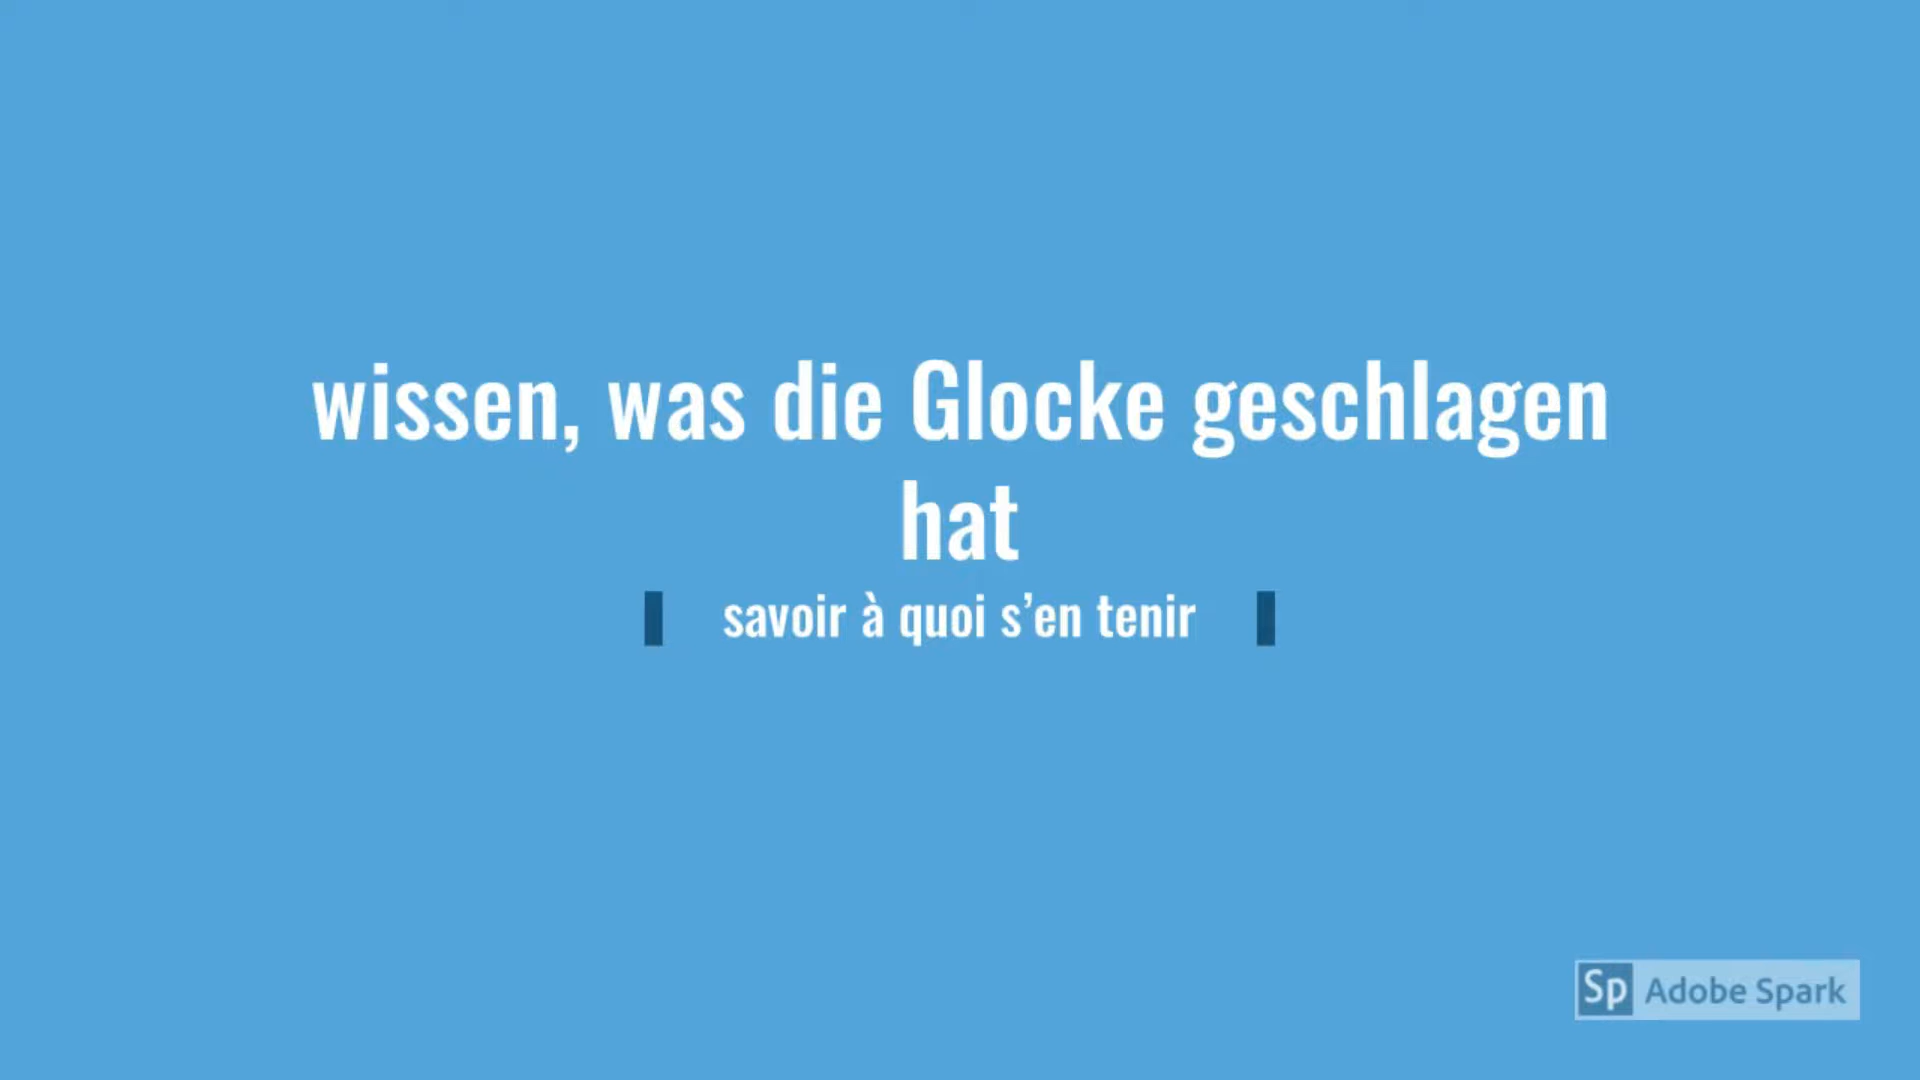 wissen, was die Glocke geschlagen
hat
savoir à quoi s’en tenir
Sp Adobe Spark